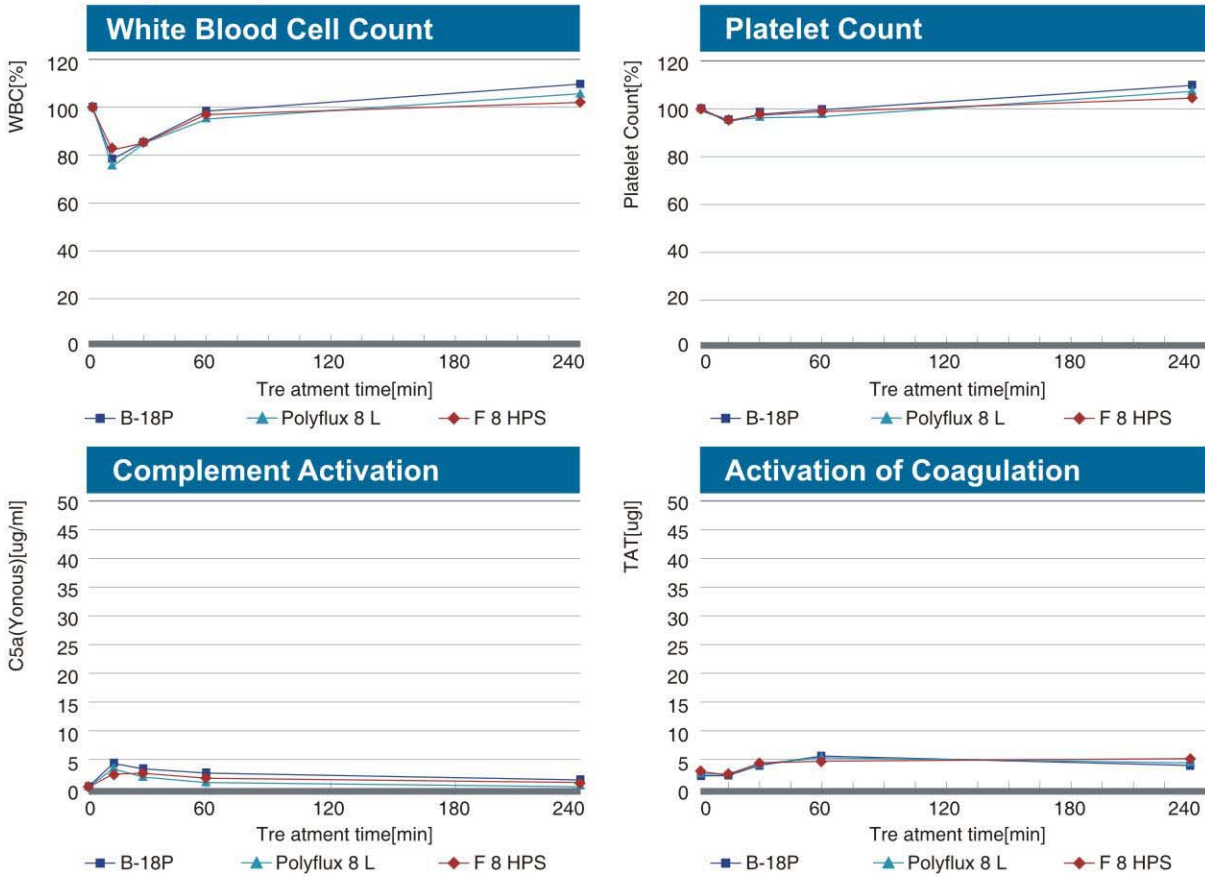 White Blood Cell Count
WBC[%]
120
100
80
60
40
20
0
0 60 120 180 240
Tre atment time[min]
B-18P Polyflux 8 L F 8 HPS
Platelet Count
Platelet Count[%]
120
100
80
60
40
20
0
0 60 120 180 240
Tre atment time[min]
B-18P Polyflux 8 L F 8 HPS
Complement Activation
C5a(Yonous)[ug/ml]
50
45
40
35
30
25
20
15
10
5
0
0 60 120 180 240
Tre atment time[min]
B-18P Polyflux 8 L F 8 HPS
Activation of Coagulation
TAT[ugl]
50
45
40
35
30
25
20
15
10
5
0
0 60 120 180 240
Tre atment time[min]
B-18P Polyflux 8 L F 8 HPS